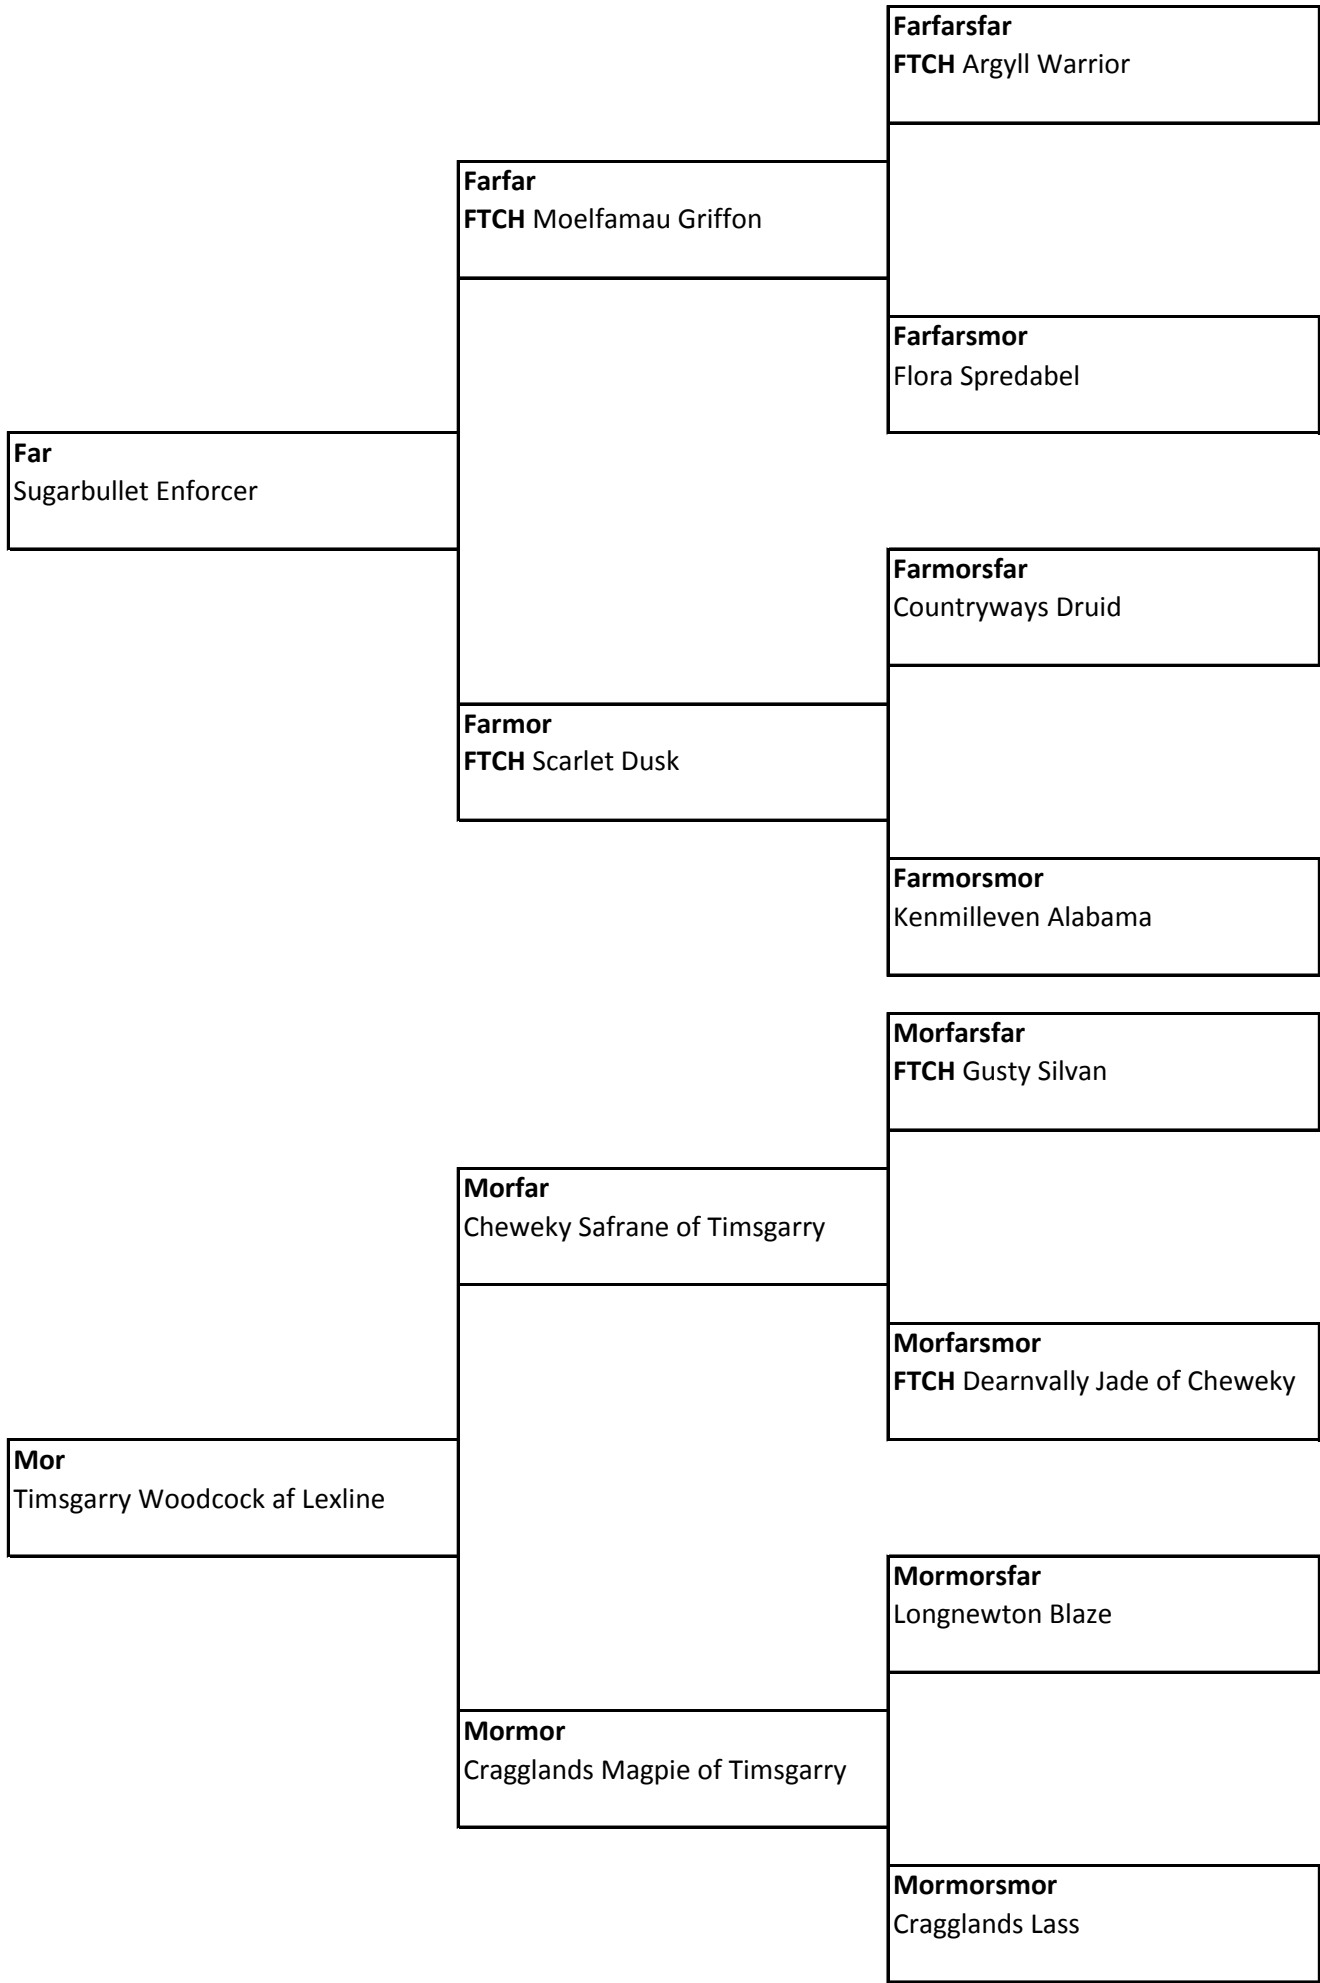 Farfarsfar
FTCH Argyll Warrior
Farfar
FTCH Moelfamau Griffon
Farfarsmor
Flora Spredabel
Far
Sugarbullet Enforcer
Farmorsfar
Countryways Druid
Farmor
FTCH Scarlet Dusk
Farmorsmor
Kenmilleven Alabama
Morfarsfar
FTCH Gusty Silvan
Morfar
Cheweky Safrane of Timsgarry
Morfarsmor
FTCH Dearnvally Jade of Cheweky
Mor
Timsgarry Woodcock af Lexline
Mormorsfar
Longnewton Blaze
Mormor
Cragglands Magpie of Timsgarry
Mormorsmor
Cragglands Lass